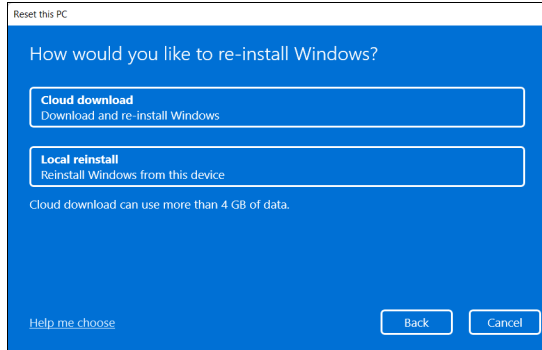 Reset this PC
How would you like to re-install Windows?
Cloud download
Download and re-install Windows
Local reinstall
Reinstall Windows from this device
Cloud download can use more than 4 GB of data.
Help me choose
Back
Cancel